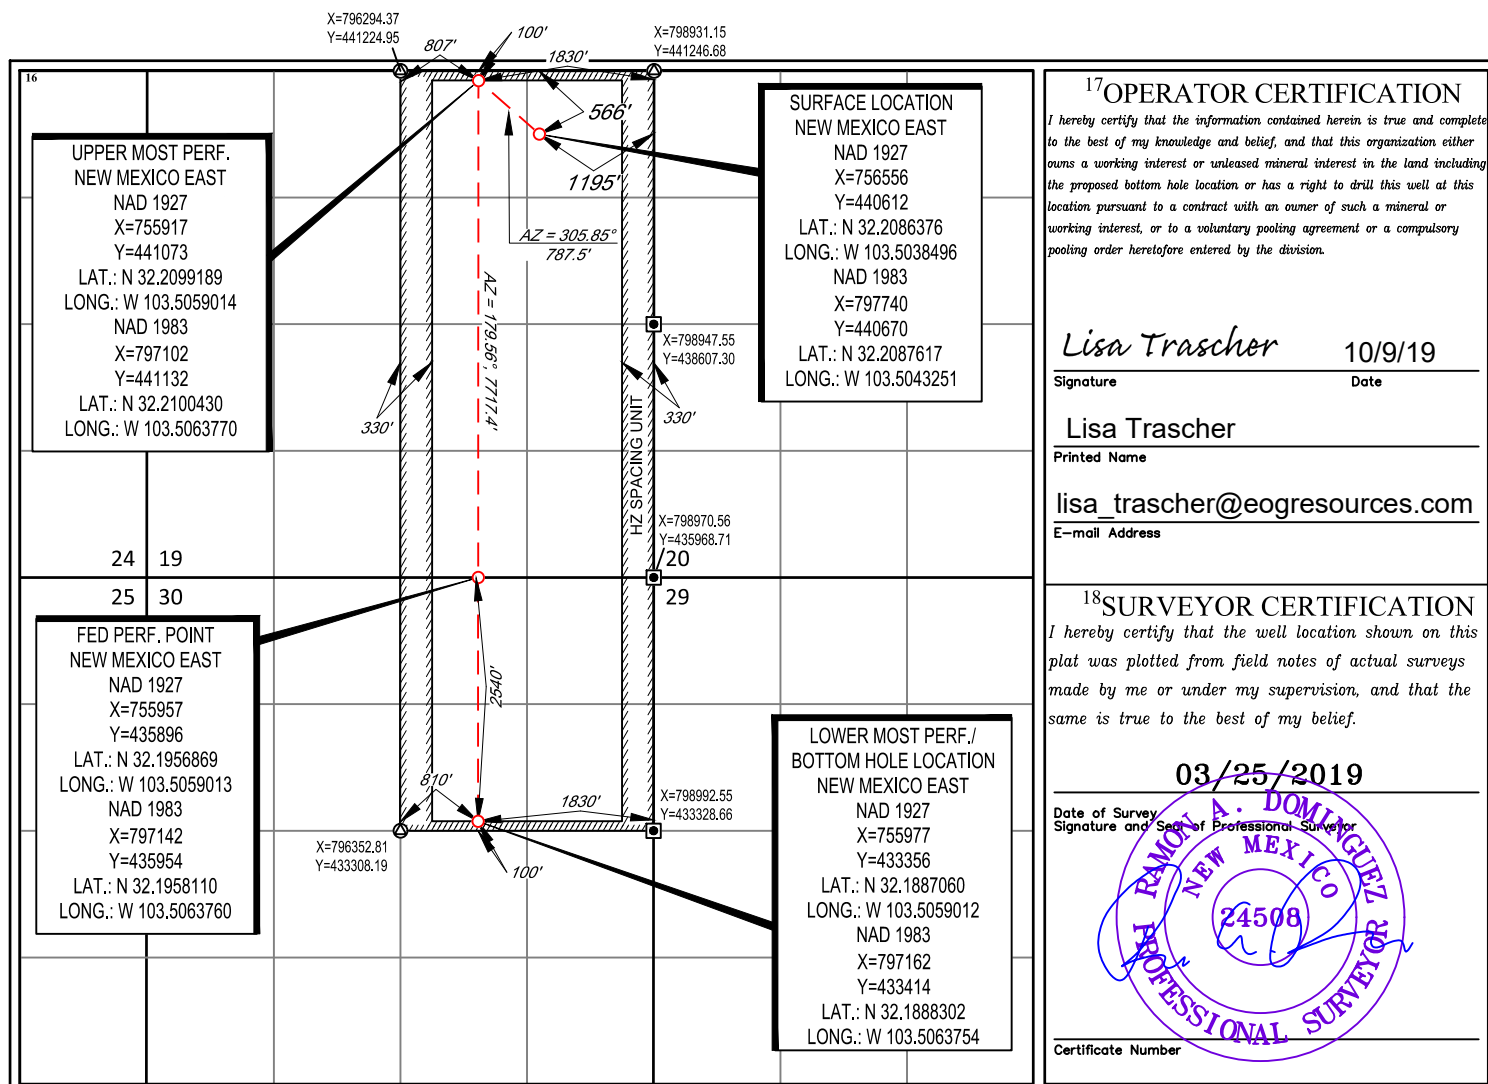 X=796294.37
Y=441224.95
807'
100'
1830'
X=798931.15
Y=441246.68
16
566'
1195'
AZ = 305.85°
787.5'
UPPER MOST PERF.
NEW MEXICO EAST
NAD 1927
X=755917
Y=441073
LAT.: N 32.2099189
LONG.: W 103.5059014
NAD 1983
X=797102
Y=441132
LAT.: N 32.2100430
LONG.: W 103.5063770
SURFACE LOCATION
NEW MEXICO EAST
NAD 1927
X=756556
Y=440612
LAT.: N 32.2086376
LONG.: W 103.5038496
NAD 1983
X=797740
Y=440670
LAT.: N 32.2087617
LONG.: W 103.5043251
AZ = 179.56°, 7717.4'
330'
330'
HZ SPACING UNIT
X=798947.55
Y=438607.30
X=798970.56
Y=435968.71
24 19
20
25 30
29
FED PERF. POINT
NEW MEXICO EAST
NAD 1927
X=755957
Y=435896
LAT.: N 32.1956869
LONG.: W 103.5059013
NAD 1983
X=797142
Y=435954
LAT.: N 32.1958110
LONG.: W 103.5063760
2540'
810'
1830'
X=798992.55
Y=433328.66
X=796352.81
Y=433308.19
100'
LOWER MOST PERF./
BOTTOM HOLE LOCATION
NEW MEXICO EAST
NAD 1927
X=755977
Y=433356
LAT.: N 32.1887060
LONG.: W 103.5059012
NAD 1983
X=797162
Y=433414
LAT.: N 32.1888302
LONG.: W 103.5063754
17 OPERATOR CERTIFICATION
I hereby certify that the information contained herein is true and complete
to the best of my knowledge and belief, and that this organization either
owns a working interest or unleased mineral interest in the land including
the proposed bottom hole location or has a right to drill this well at this
location pursuant to a contract with an owner of such a mineral or
working interest, or to a voluntary pooling agreement or a compulsory
pooling order heretofore entered by the division.
Lisa Trascher 10/9/19
Signature Date
Lisa Trascher
Printed Name
lisa_trascher@eogresources.com
E-mail Address
18 SURVEYOR CERTIFICATION
I hereby certify that the well location shown on this
plat was plotted from field notes of actual surveys
made by me or under my supervision, and that the
same is true to the best of my belief.
03/25/2019
Date of Survey
Signature and Seal of Professional Surveyor
RAMON A. DOMINGUEZ
NEW MEXICO
24508
PROFESSIONAL SURVEYOR
Certificate Number